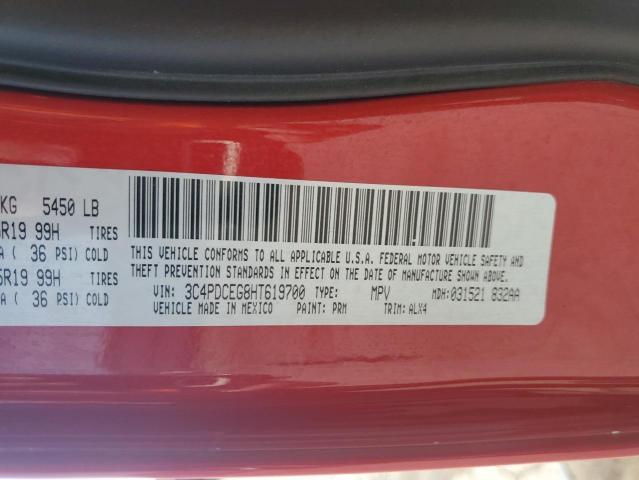 KG 5450 LB
5R19 99H TIRES
A ( 36 PSI) COLD
5R19 99H TIRES
A ( 36 PSI) COLD
THIS VEHICLE CONFORMS TO ALL APPLICABLE U.S.A. FEDERAL MOTOR VEHICLE SAFETY AND
THEFT PREVENTION STANDARDS IN EFFECT ON THE DATE OF MANUFACTURE SHOWN ABOVE.
VIN: 3C4PDCEG8HT619700 TYPE: MPV MDH:031521 832AA
VEHICLE MADE IN MEXICO PAINT: PRM TRIM:ALX4